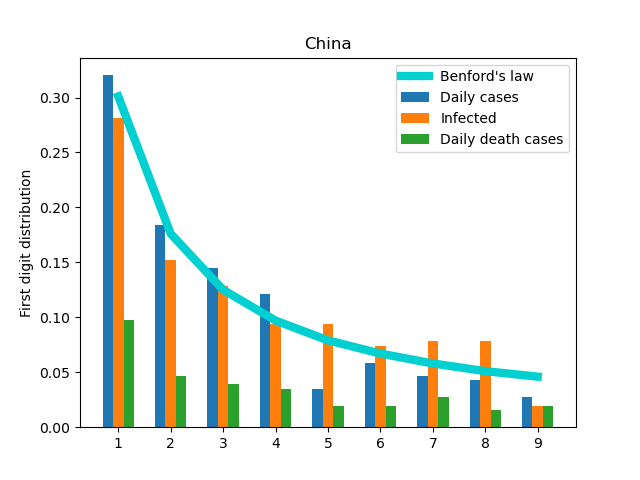 China
Benford's law
Daily cases
Infected
Daily death cases
First digit distribution
0.30
0.25
0.20
0.15
0.10
0.05
0.00
1 2 3 4 5 6 7 8 9